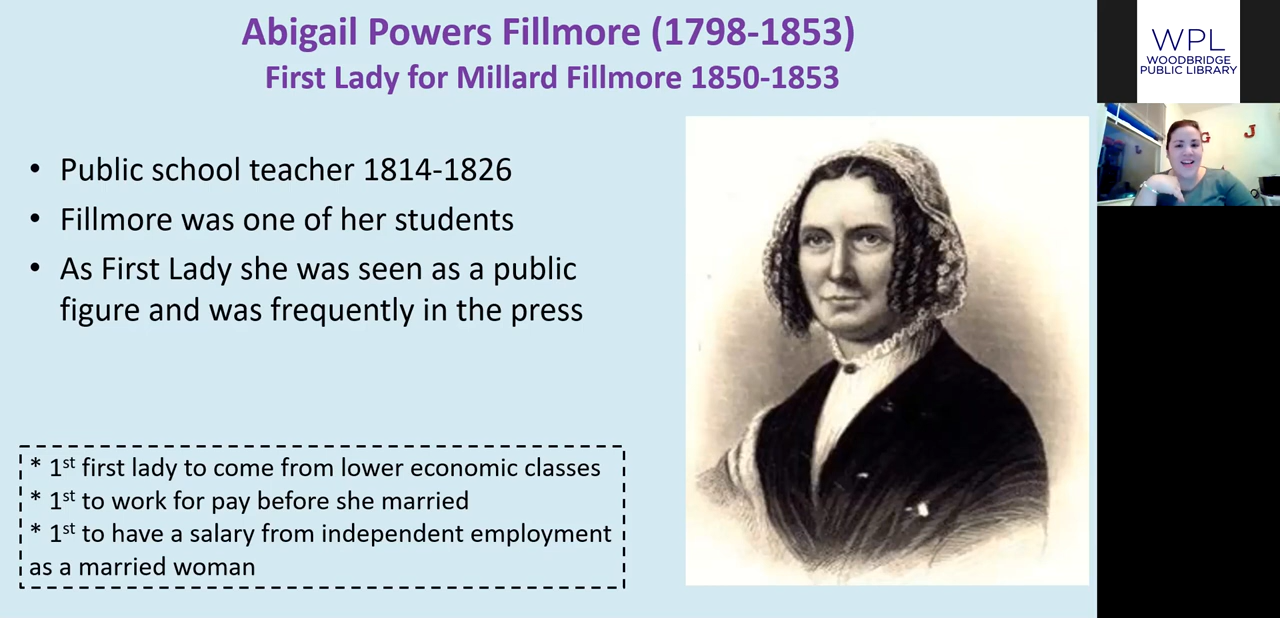 Abigail Powers Fillmore (1798-1853)
First Lady for Millard Fillmore 1850-1853
• Public school teacher 1814-1826
• Fillmore was one of her students
• As First Lady she was seen as a public
figure and was frequently in the press
* 1st first lady to come from lower economic classes
* 1st to work for pay before she married
* 1st to have a salary from independent employment
as a married woman
WPL
WOODBRIDGE
PUBLIC LIBRARY
G J